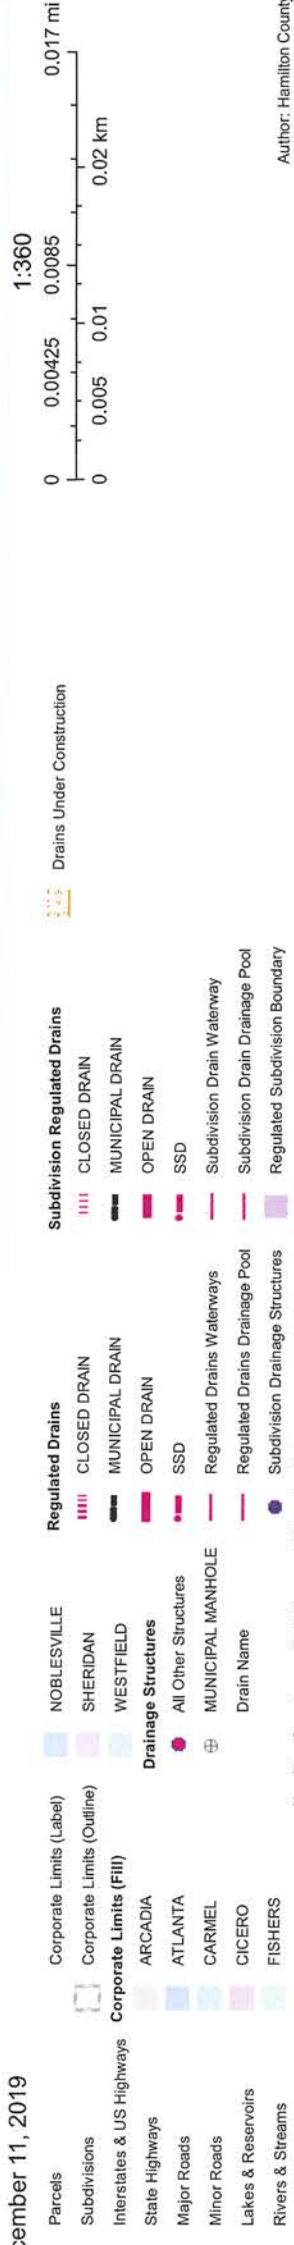 cember 11, 2019
Parcels
Subdivisions
Interstates & US Highways
State Highways
Major Roads
Minor Roads
Lakes & Reservoirs
Rivers & Streams
Corporate Limits (Label)
Corporate Limits (Outline)
Corporate Limits (Fill)
ARCADIA
ATLANTA
CARMEL
CICERO
FISHERS
NOBLESVILLE
SHERIDAN
WESTFIELD
Drainage Structures
All Other Structures
MUNICIPAL MANHOLE
Drain Name
Regulated Drains
CLOSED DRAIN
MUNICIPAL DRAIN
OPEN DRAIN
SSD
Regulated Drains Waterways
Regulated Drains Drainage Pool
Subdivision Drainage Structures
Subdivision Regulated Drains
CLOSED DRAIN
MUNICIPAL DRAIN
OPEN DRAIN
SSD
Subdivision Drain Waterway
Subdivision Drain Drainage Pool
Regulated Subdivision Boundary
Drains Under Construction
1:360
0 0.00425 0.0085 0.017 mi
0 0.005 0.01 0.02 km
Author: Hamilton County